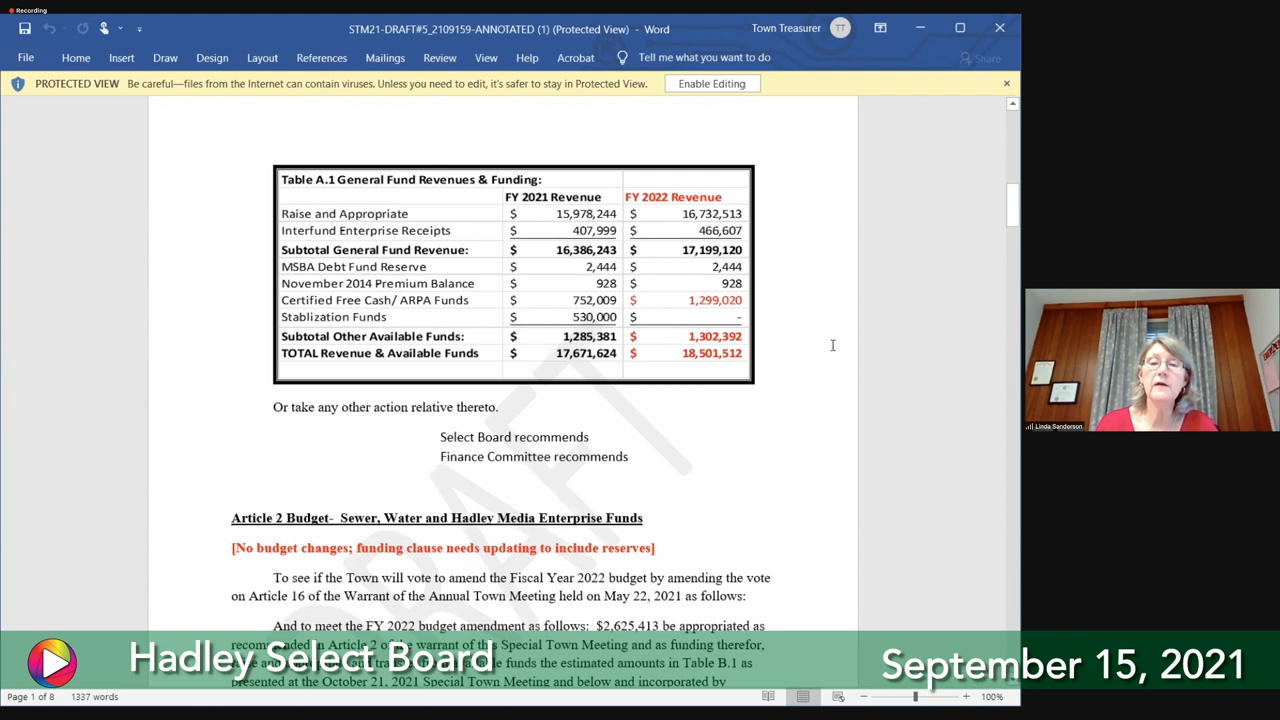 Recording
STM21-DRAFT#5_2109159-ANNOTATED (1) (Protected View) - Word
Town Treasurer TT
File Home Insert Draw Design Layout References Mailings Review View Help Acrobat Tell me what you want to do Share
PROTECTED VIEW Be careful—files from the Internet can contain viruses. Unless you need to edit, it's safer to stay in Protected View. Enable Editing
Table A.1 General Fund Revenues & Funding:
FY 2021 Revenue FY 2022 Revenue
Raise and Appropriate $ 15,978,244 $ 16,732,513
Interfund Enterprise Receipts $ 407,999 $ 466,607
Subtotal General Fund Revenue: $ 16,386,243 $ 17,199,120
MSBA Debt Fund Reserve $ 2,444 $ 2,444
November 2014 Premium Balance $ 928 $ 928
Certified Free Cash/ ARPA Funds $ 752,009 $ 1,299,020
Stablization Funds $ 530,000 $ -
Subtotal Other Available Funds: $ 1,285,381 $ 1,302,392
TOTAL Revenue & Available Funds $ 17,671,624 $ 18,501,512
Or take any other action relative thereto.
Select Board recommends
Finance Committee recommends
DRAFT
Article 2 Budget- Sewer, Water and Hadley Media Enterprise Funds
[No budget changes; funding clause needs updating to include reserves]
To see if the Town will vote to amend the Fiscal Year 2022 budget by amending the vote
on Article 16 of the Warrant of the Annual Town Meeting held on May 22, 2021 as follows:
And to meet the FY 2022 budget amendment as follows: $2,625,413 be appropriated as
recommended in Article 2 of the warrant of this Special Town Meeting and as funding therefor,
presented at the October 21, 2021 Special Town Meeting and below and incorporated by
Linda Sanderson
Hadley Select Board
September 15, 2021
Page 1 of 8 1337 words
100%